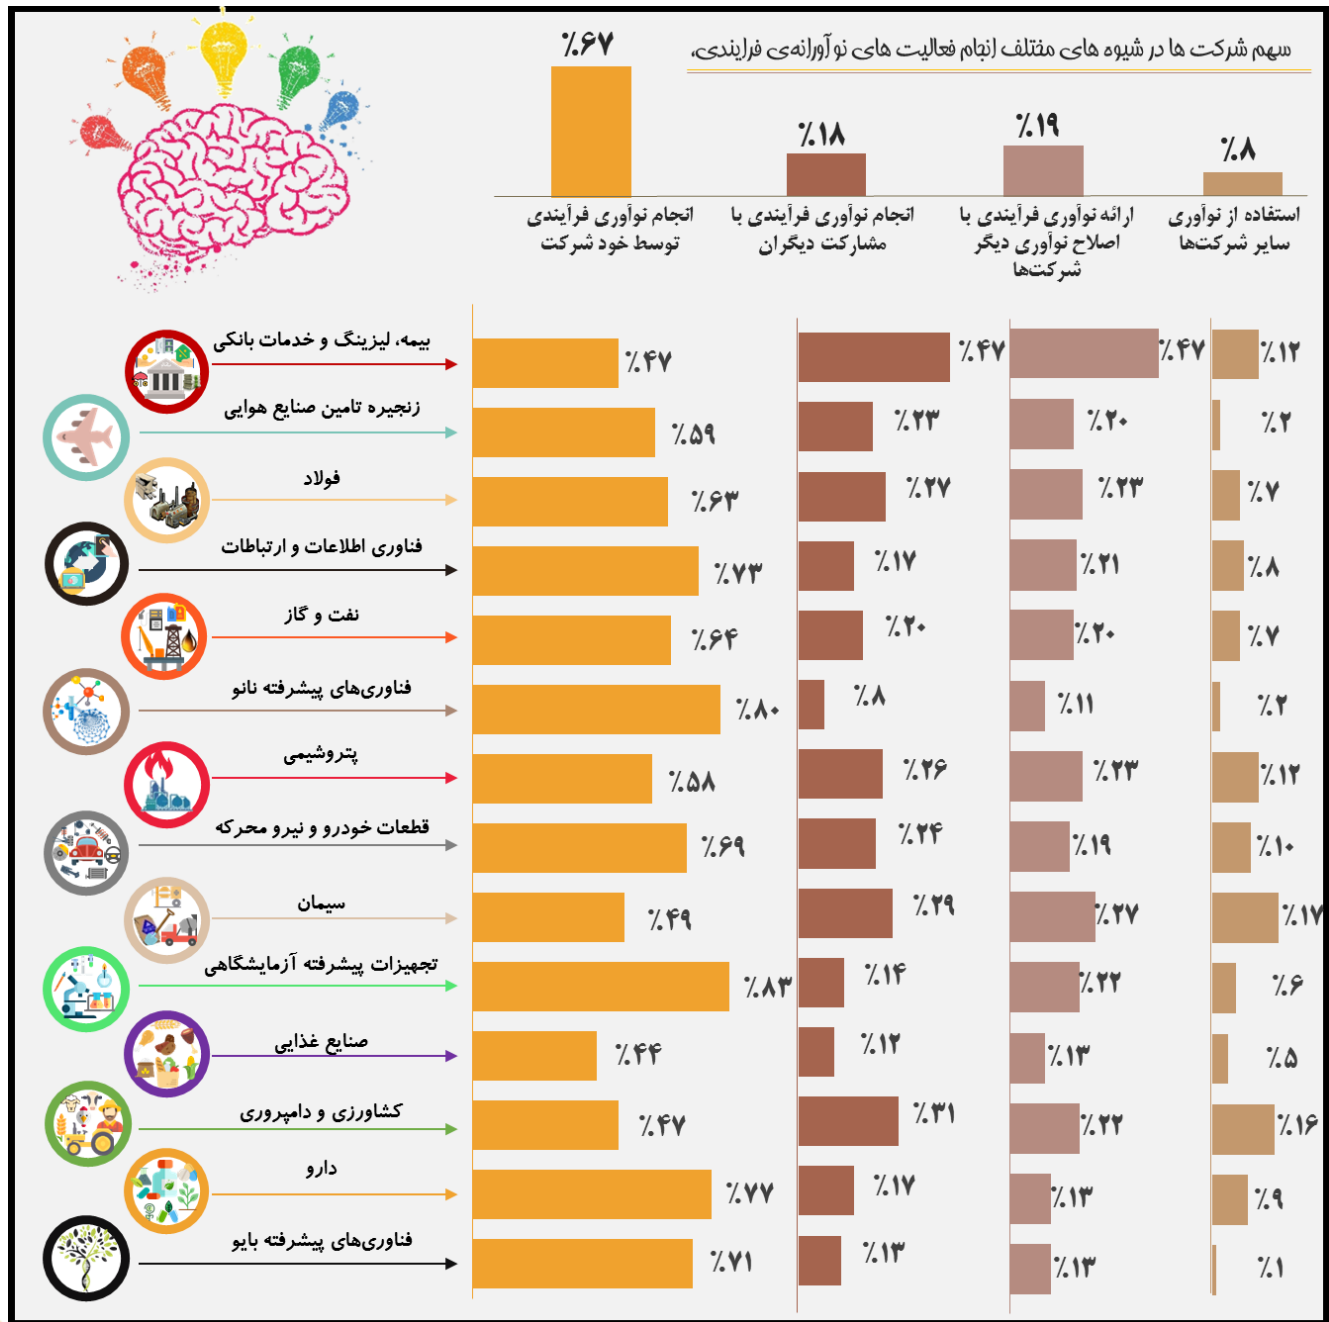 سهم شرکت ها در شیوه های مختلف انجام فعالیت های نوآورانه‌ی فرایندی،
٪۸
٪۱۹
٪۱۸
٪۶۷
استفاده از نوآوری
سایر شرکت‌ها
ارائه نوآوری فرآیندی با
اصلاح نوآوری دیگر
شرکت‌ها
انجام نوآوری فرآیندی با
مشارکت دیگران
انجام نوآوری فرآیندی
توسط خود شرکت
بیمه، لیزینگ و خدمات بانکی
٪۴۷
٪۴۷
٪۴۷
٪۱۲
زنجیره تامین صنایع هوایی
٪۵۹
٪۲۳
٪۲۰
٪۲
فولاد
٪۶۳
٪۲۷
٪۲۳
٪۷
فناوری اطلاعات و ارتباطات
٪۷۳
٪۱۷
٪۲۱
٪۸
نفت و گاز
٪۶۴
٪۲۰
٪۲۰
٪۷
فناوری‌های پیشرفته نانو
٪۸۰
٪۸
٪۱۱
٪۲
پتروشیمی
٪۵۸
٪۲۶
٪۲۳
٪۱۲
قطعات خودرو و نیرو محرکه
٪۶۹
٪۲۴
٪۱۹
٪۱۰
سیمان
٪۴۹
٪۲۹
٪۲۷
٪۱۷
تجهیزات پیشرفته آزمایشگاهی
٪۸۳
٪۱۴
٪۲۲
٪۶
صنایع غذایی
٪۴۴
٪۱۲
٪۱۳
٪۵
کشاورزی و دامپروری
٪۴۷
٪۳۱
٪۲۲
٪۱۶
دارو
٪۷۷
٪۱۷
٪۱۳
٪۹
فناوری‌های پیشرفته بایو
٪۷۱
٪۱۳
٪۱۳
٪۱